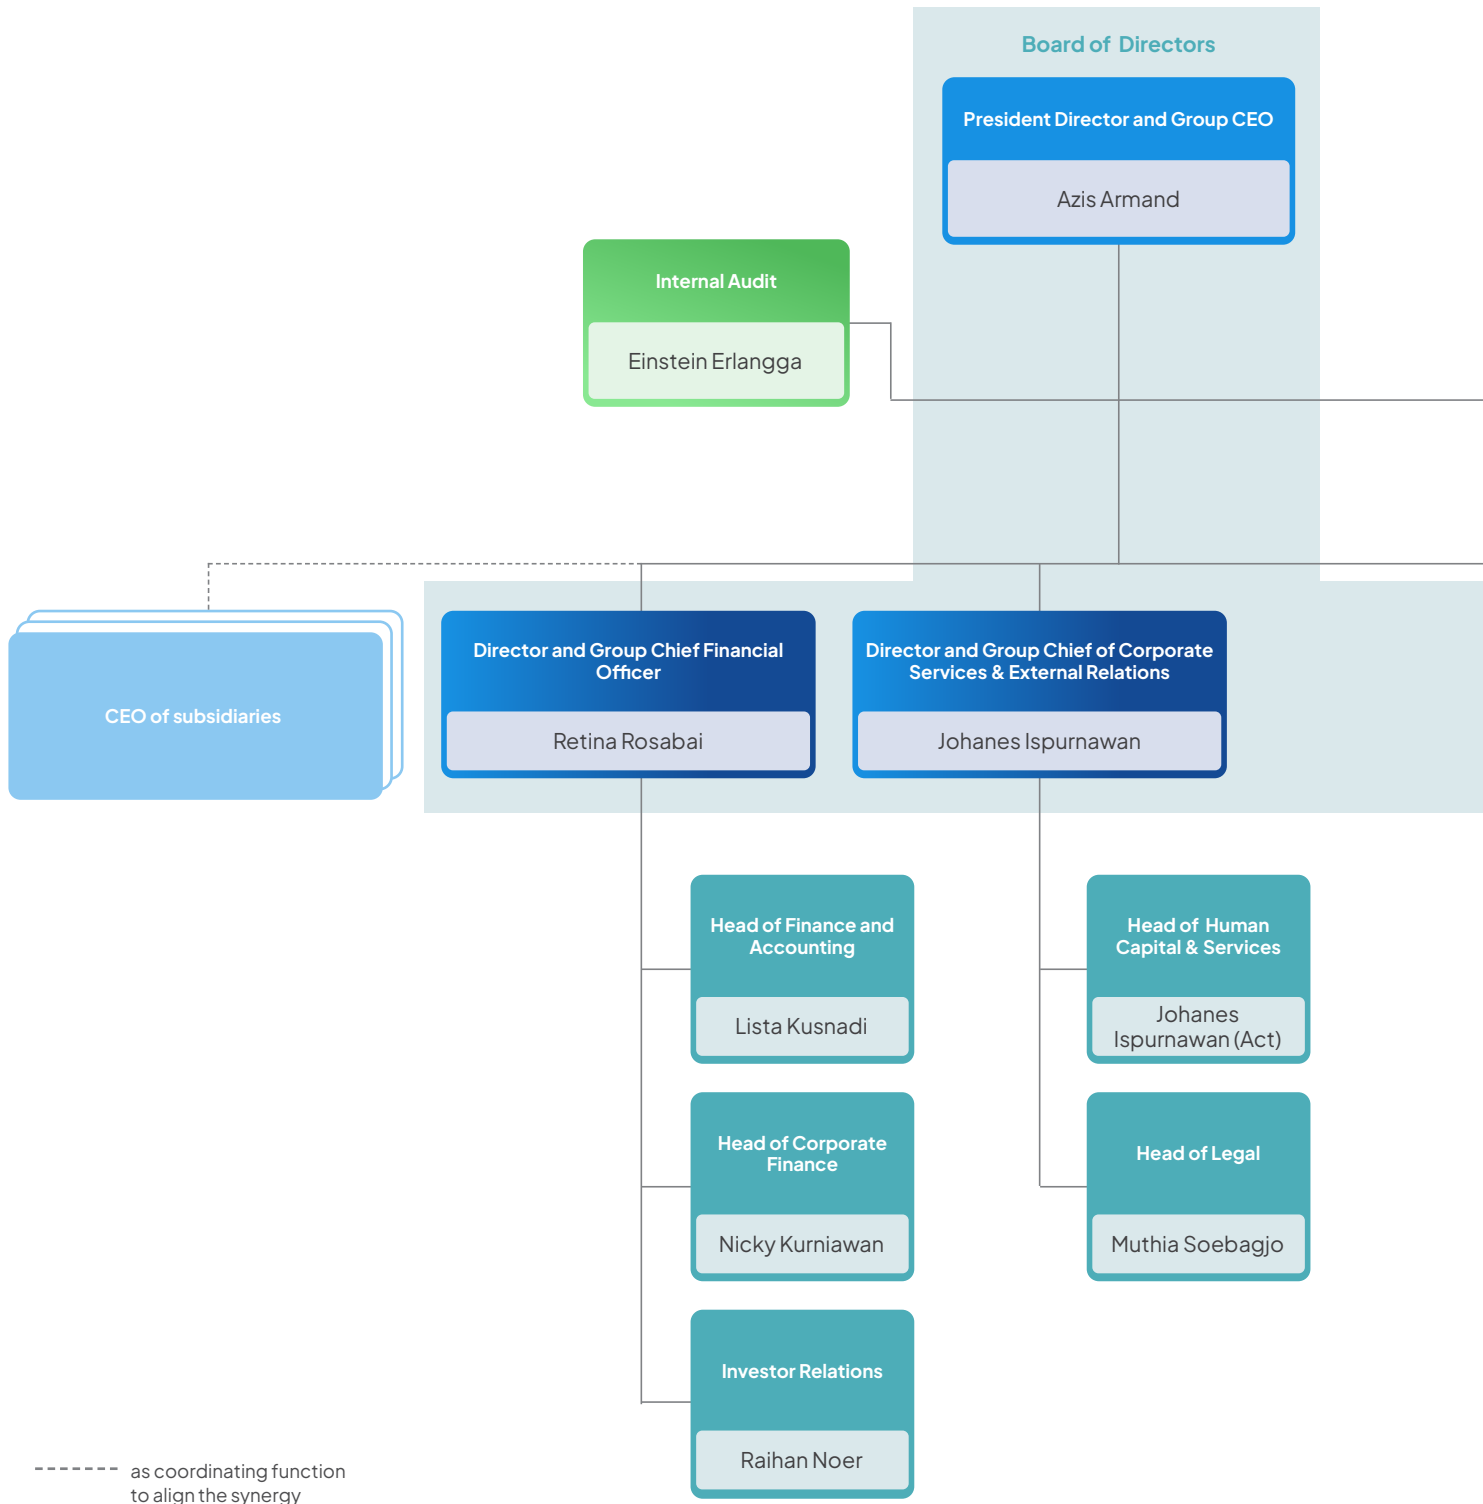 Board of Directors
President Director and Group CEO
Azis Armand
Internal Audit
Einstein Erlangga
CEO of subsidiaries
Director and Group Chief Financial
Officer
Retina Rosabai
Director and Group Chief of Corporate
Services & External Relations
Johanes Ispurnawan
Head of Finance and
Accounting
Lista Kusnadi
Head of Human
Capital & Services
Johanes
Ispurnawan (Act)
Head of Corporate
Finance
Nicky Kurniawan
Head of Legal
Muthia Soebagjo
Investor Relations
Raihan Noer
as coordinating function
to align the synergy